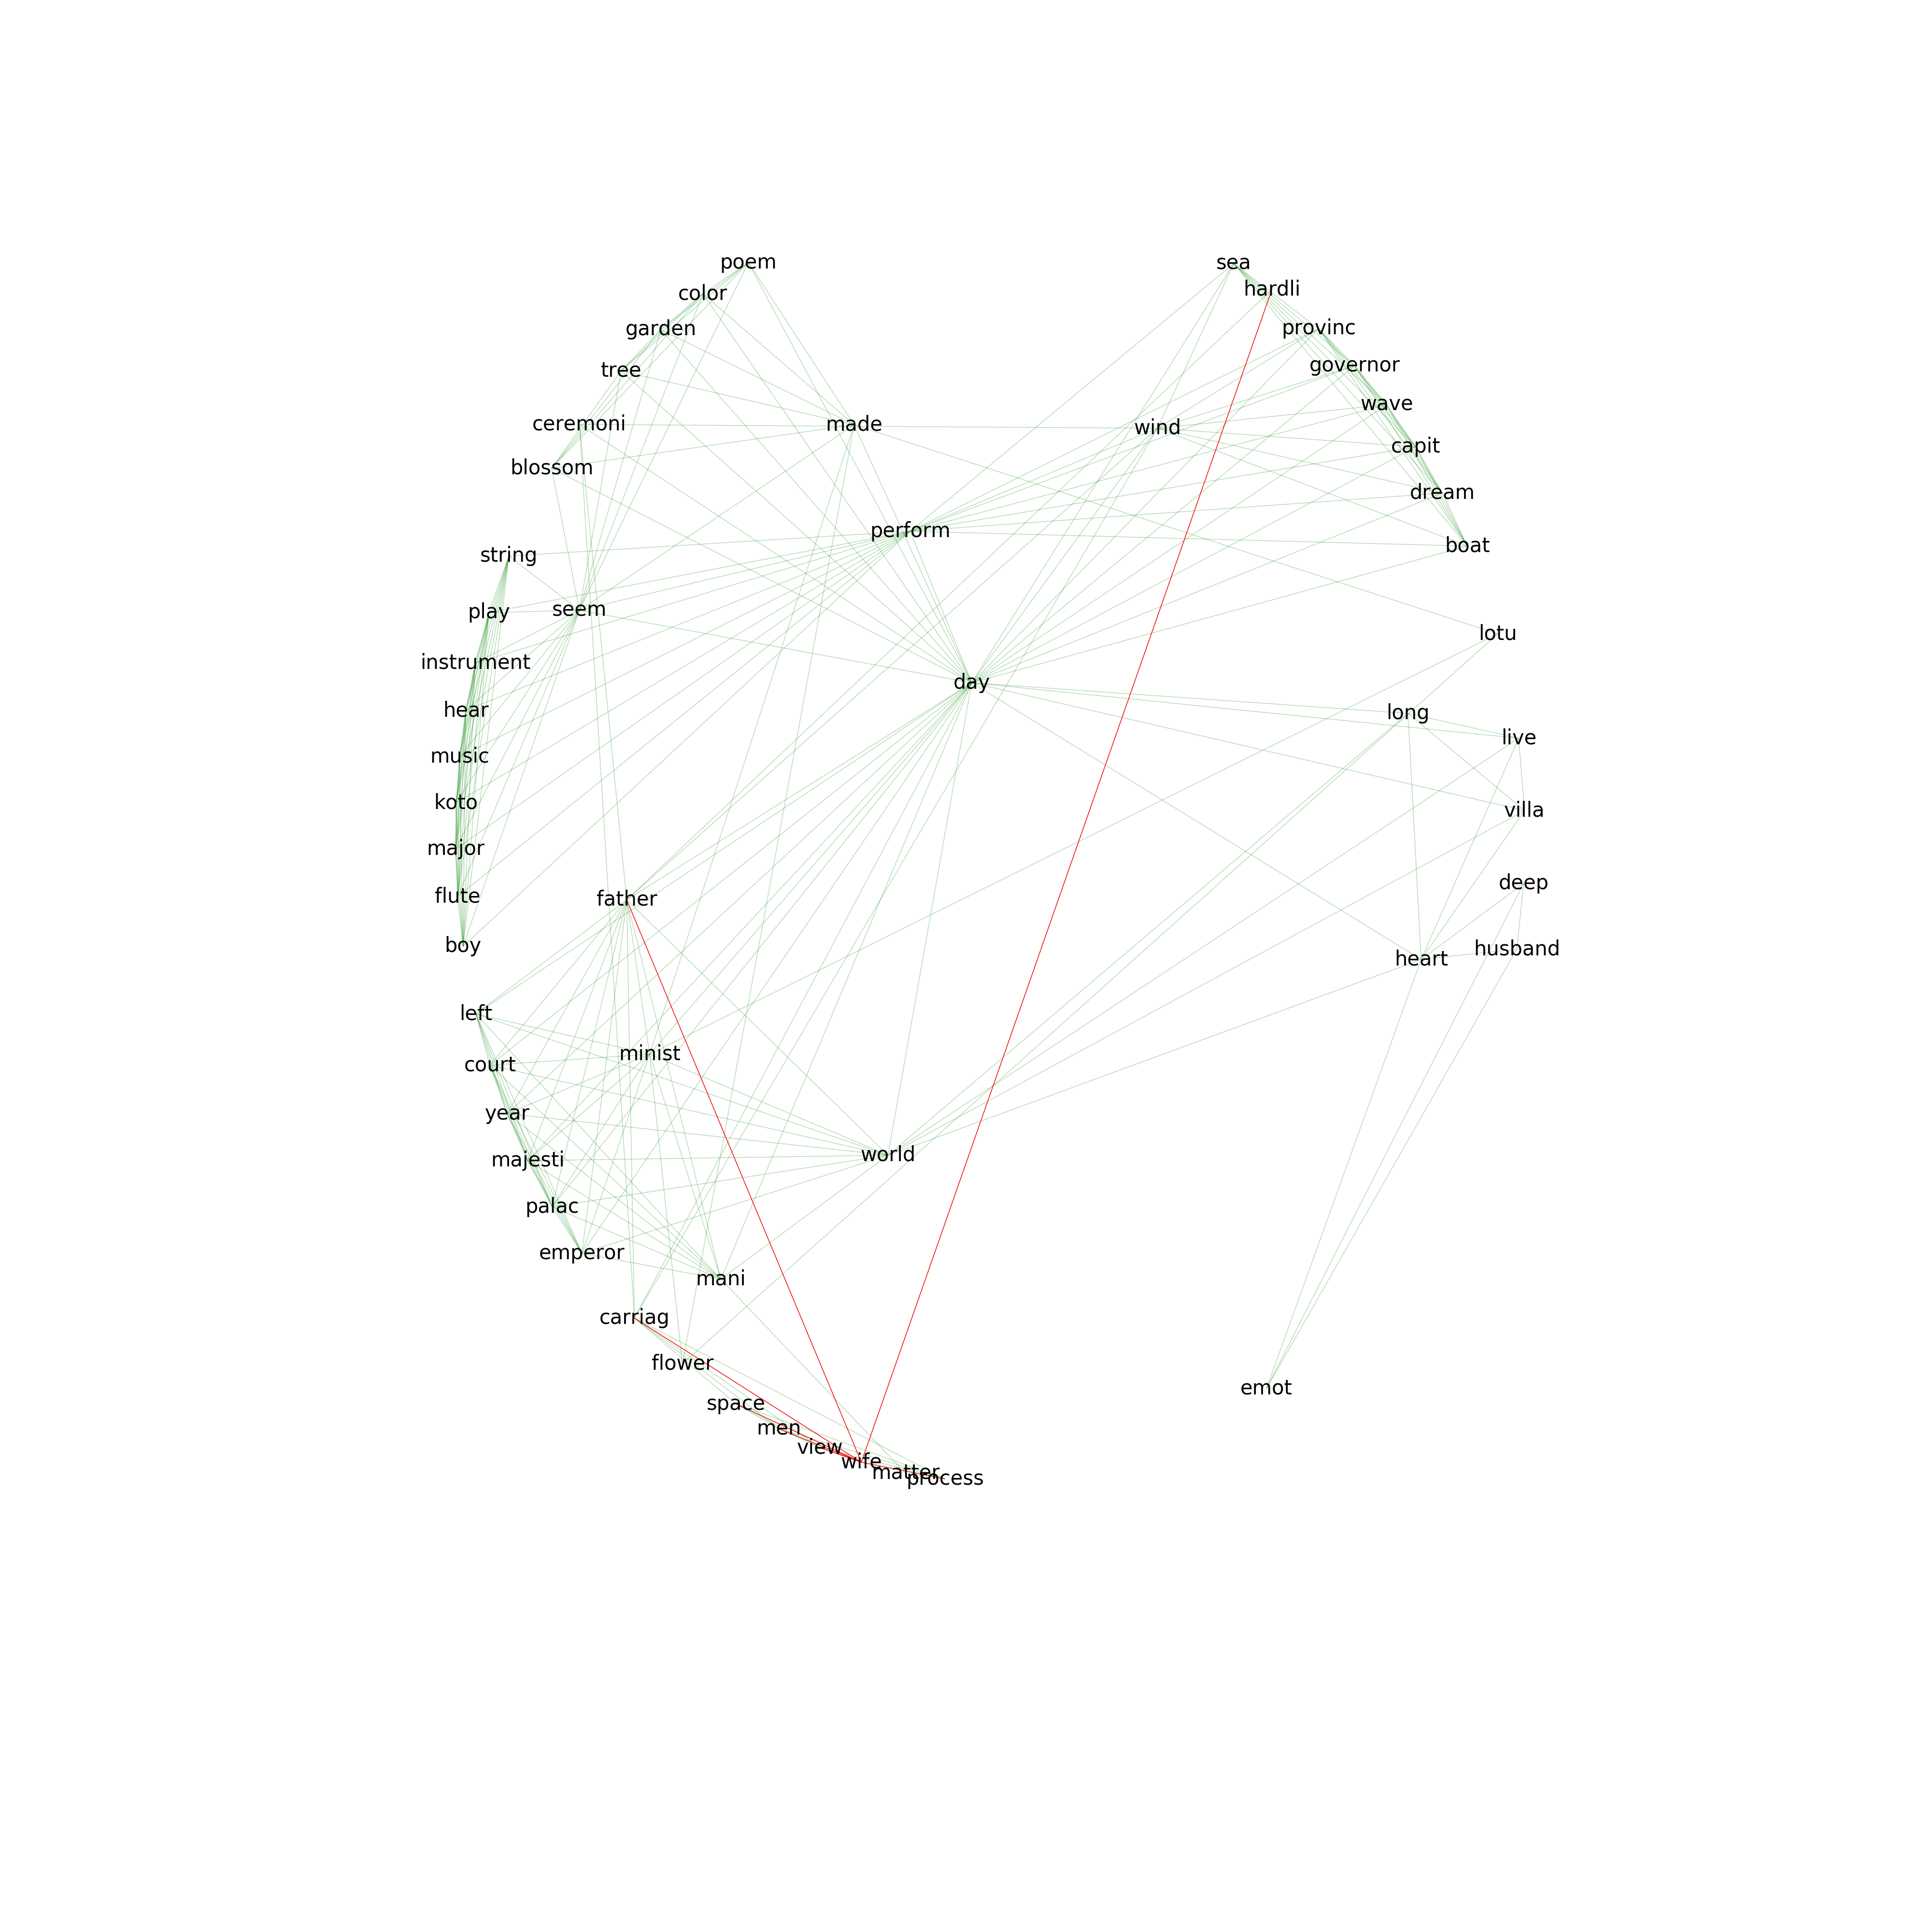 poem
sea
hardli
color
provinc
garden
governor
tree
wave
ceremoni
made
wind
capit
blossom
dream
perform
boat
string
play
seem
lotu
instrument
day
hear
long
live
music
koto
villa
major
deep
flute
father
boy
husband
heart
left
minist
court
year
world
majesti
palac
emperor
mani
carriag
flower
emot
space
men
view
wife
matter
process